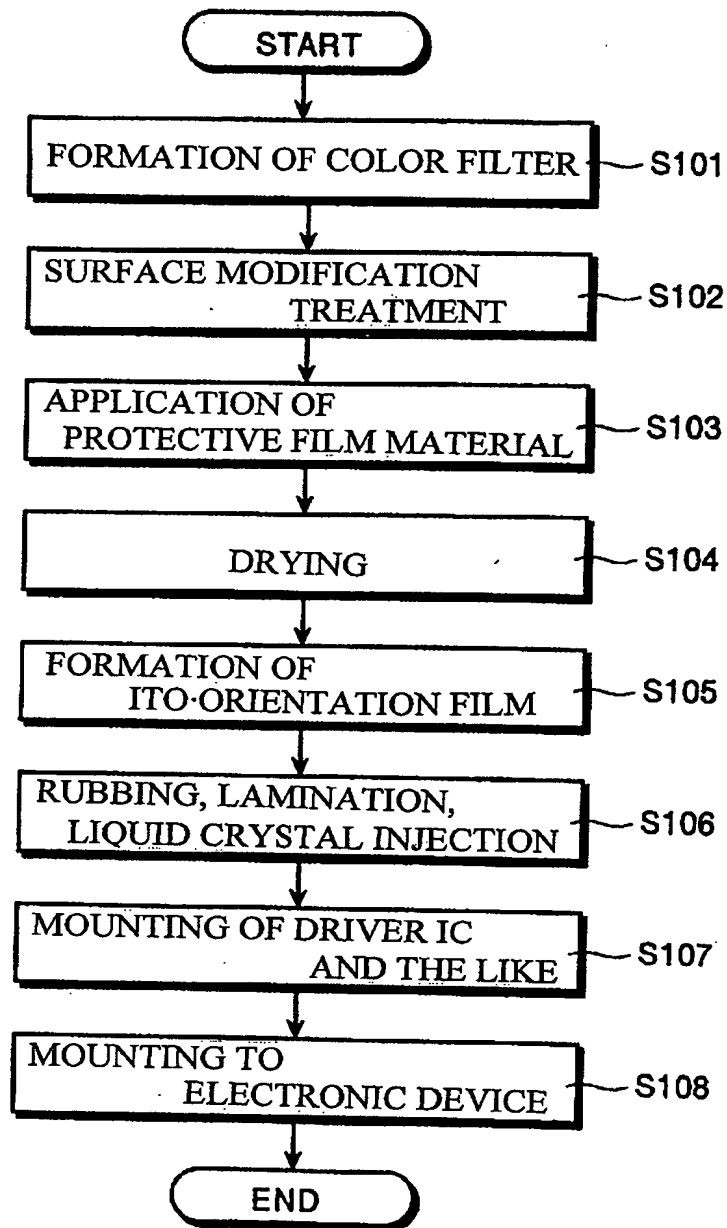 START
FORMATION OF COLOR FILTER
S101
SURFACE MODIFICATION
TREATMENT
S102
APPLICATION OF
PROTECTIVE FILM MATERIAL
S103
DRYING
S104
FORMATION OF
ITO·ORIENTATION FILM
S105
RUBBING, LAMINATION,
LIQUID CRYSTAL INJECTION
S106
MOUNTING OF DRIVER IC
AND THE LIKE
S107
MOUNTING TO
ELECTRONIC DEVICE
S108
END